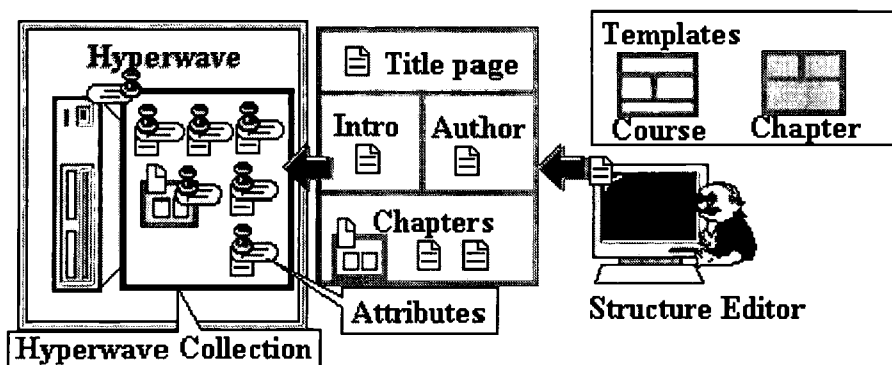 Hyperwave
Title page
Intro
Author
Chapters
Attributes
Hyperwave Collection
Templates
Course
Chapter
Structure Editor